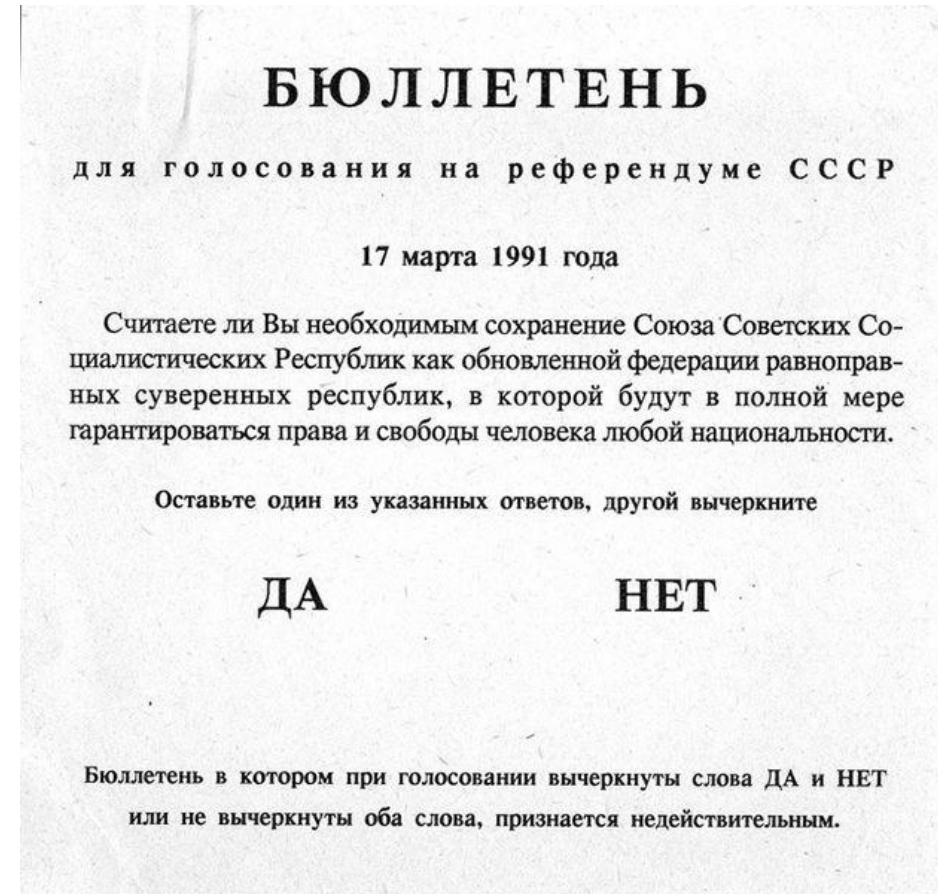 БЮЛЛЕТЕНЬ
для голосования на референдуме СССР
17 марта 1991 года
Считаете ли Вы необходимым сохранение Союза Советских Со-
циалистических Республик как обновленной федерации равноправ-
ных суверенных республик, в которой будут в полной мере
гарантироваться права и свободы человека любой национальности.
Оставьте один из указанных ответов, другой вычеркните
ДА НЕТ
Бюллетень в котором при голосовании вычеркнуты слова ДА и НЕТ
или не вычеркнуты оба слова, признается недействительным.